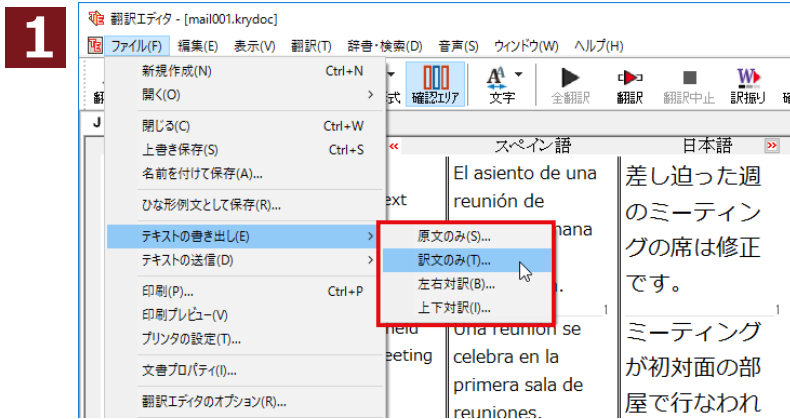 1
翻訳エディタ - [mail001.krydoc]
ファイル(F) 編集(E) 表示(V) 翻訳(T) 辞書・検索(D) 音声(S) ウィンドウ(W) ヘルプ(H)
新規作成(N) Ctrl+N
開く(O) >
閉じる(C) Ctrl+W
上書き保存(S) Ctrl+S
名前を付けて保存(A)...
ひな形例文として保存(R)...
テキストの書き出し(E) >
テキストの送信(D) >
印刷(P)... Ctrl+P
印刷プレビュー(V)
プリンタの設定(T)...
文書プロパティ(I)...
翻訳エディタのオプション(R)...
原文のみ(S)...
訳文のみ(T)...
左右対訳(B)...
上下対訳(I)...
式 確認エリア 文字 全翻訳 翻訳 翻訳中止 訳振り
J
« スペイン語 日本語 »
El asiento de una
reunión de
ext
差し迫った週
のミーティン
グの席は修正
です。
1
1
Una reunión se
celebra en la
primera sala de
reuniones.
eeting
ミーティング
が初対面の部
屋で行なわれ